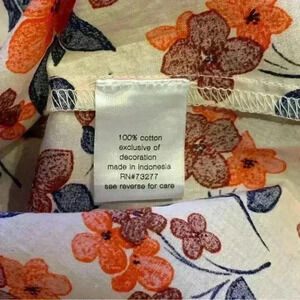 100% cotton
exclusive of
decoration
made in Indonesia
RN#73277
see reverse for care